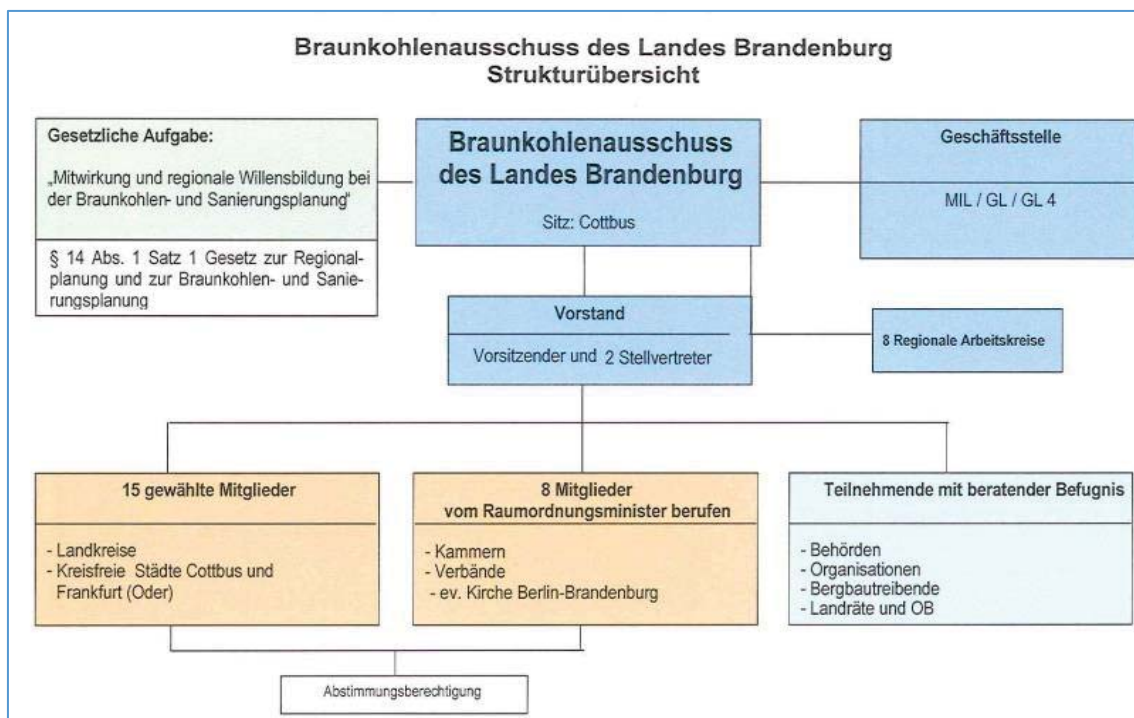 Braunkohlenausschuss des Landes Brandenburg
Strukturübersicht
Gesetzliche Aufgabe:
„Mitwirkung und regionale Willensbildung bei
der Braunkohlen- und Sanierungsplanung“
§ 14 Abs. 1 Satz 1 Gesetz zur Regional-
planung und zur Braunkohlen- und Sanie-
rungsplanung
Braunkohlenausschuss
des Landes Brandenburg
Sitz: Cottbus
Geschäftsstelle
MIL / GL / GL 4
Vorstand
Vorsitzender und 2 Stellvertreter
8 Regionale Arbeitskreise
15 gewählte Mitglieder
- Landkreise
- Kreisfreie Städte Cottbus und
Frankfurt (Oder)
8 Mitglieder
vom Raumordnungsminister berufen
- Kammern
- Verbände
- ev. Kirche Berlin-Brandenburg
Teilnehmende mit beratender Befugnis
- Behörden
- Organisationen
- Bergbautreibende
- Landräte und OB
Abstimmungsberechtigung